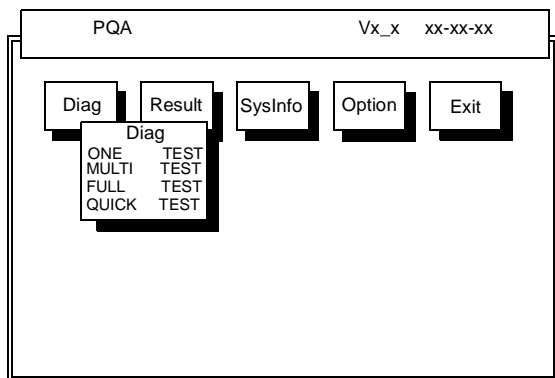 PQA Vx_x xx-xx-xx
Diag Result SysInfo Option Exit
Diag
ONE TEST
MULTI TEST
FULL TEST
QUICK TEST